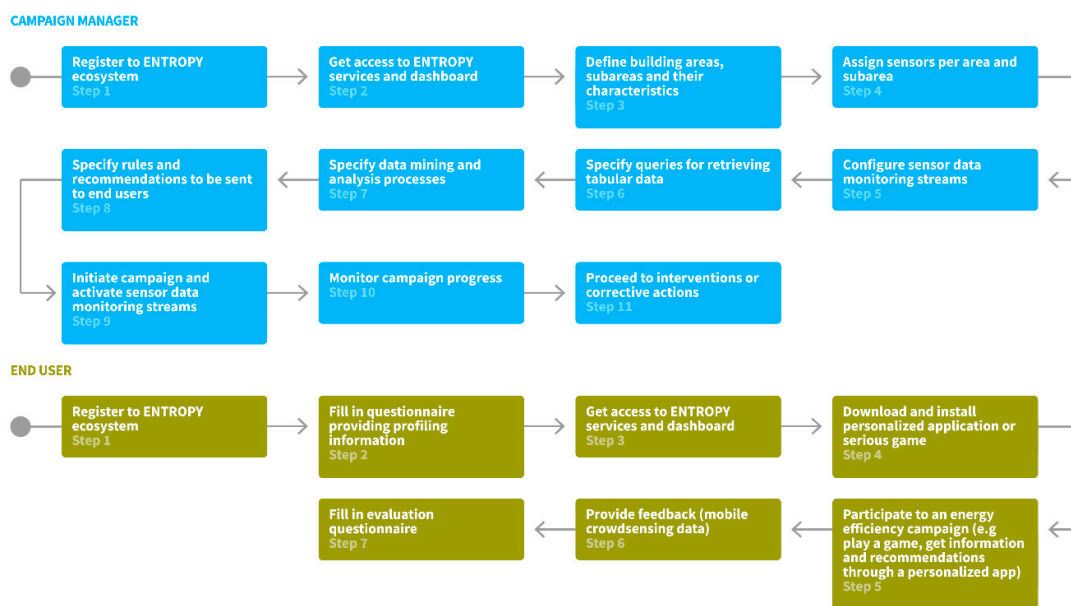 CAMPAIGN MANAGER
Register to ENTROPY
ecosystem
Step 1
Get access to ENTROPY
services and dashboard
Step 2
Define building areas,
subareas and their
characteristics
Step 3
Assign sensors per area and
subarea
Step 4
Configure sensor data
monitoring streams
Step 5
Specify queries for retrieving
tabular data
Step 6
Specify data mining and
analysis processes
Step 7
Specify rules and
recommendations to be sent
to end users
Step 8
Initiate campaign and
activate sensor data
monitoring streams
Step 9
Monitor campaign progress
Step 10
Proceed to interventions or
corrective actions
Step 11
END USER
Register to ENTROPY
ecosystem
Step 1
Fill in questionnaire
providing profiling
information
Step 2
Get access to ENTROPY
services and dashboard
Step 3
Download and install
personalized application or
serious game
Step 4
Participate to an energy
efficiency campaign (e.g
play a game, get information
and recommendations
through a personalized app)
Step 5
Provide feedback (mobile
crowdsensing data)
Step 6
Fill in evaluation
questionnaire
Step 7